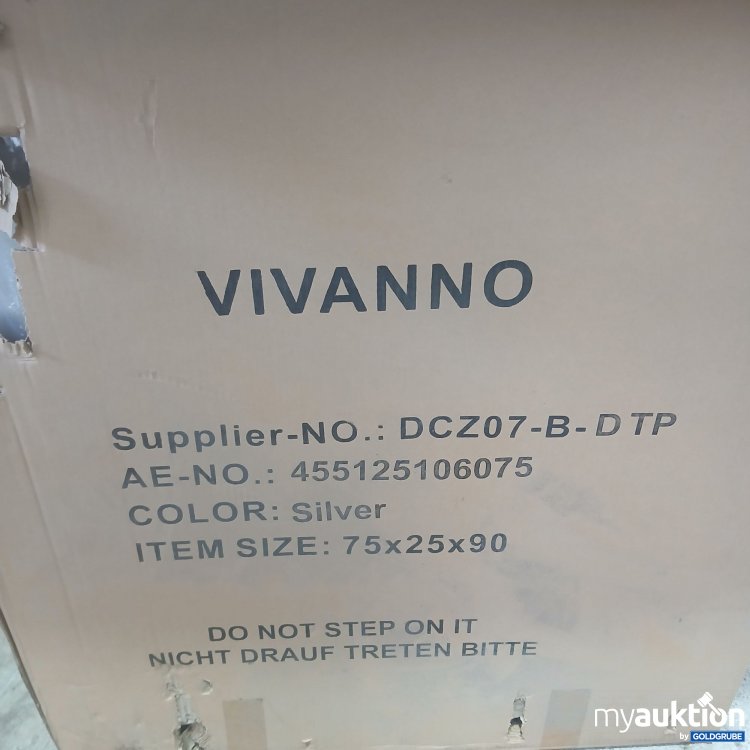 VIVANNO
Supplier-NO.: DCZ07-B-DTP
AE-NO.: 455125106075
COLOR: Silver
ITEM SIZE: 75x25x90
DO NOT STEP ON IT
NICHT DRAUF TRETEN BITTE
myauktion
by GOLDGRUBE